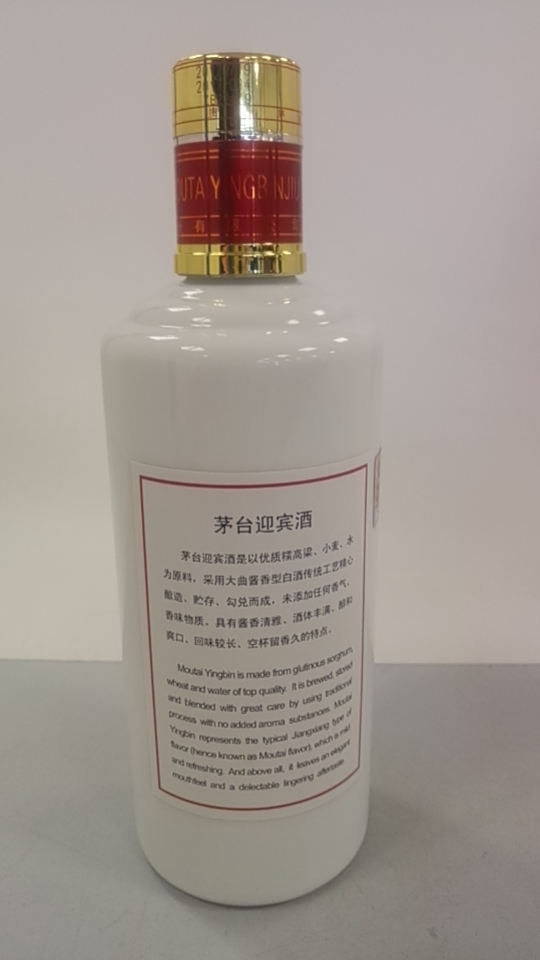 YINGBINJIU
有限
茅台迎宾酒
茅台迎宾酒是以优质糯高粱、小麦、水
为原料，采用大曲酱香型白酒传统工艺精心
酿造、贮存、勾兑而成，未添加任何香气、
香味物质。具有酱香清雅、酒体丰满、醇和
爽口、回味较长、空杯留香久的特点。
Moutai Yingbin is made from glutinous sorghum,
wheat and water of top quality. It is brewed, stored
and blended with great care by using traditional
process with no added aroma substances. Moutai
Yingbin represents the typical Jiangxiang type of
flavor (hence known as Moutai flavor), which is mild
and refreshing. And above all, it leaves an elegant
mouthfeel and a delectable lingering aftertaste.